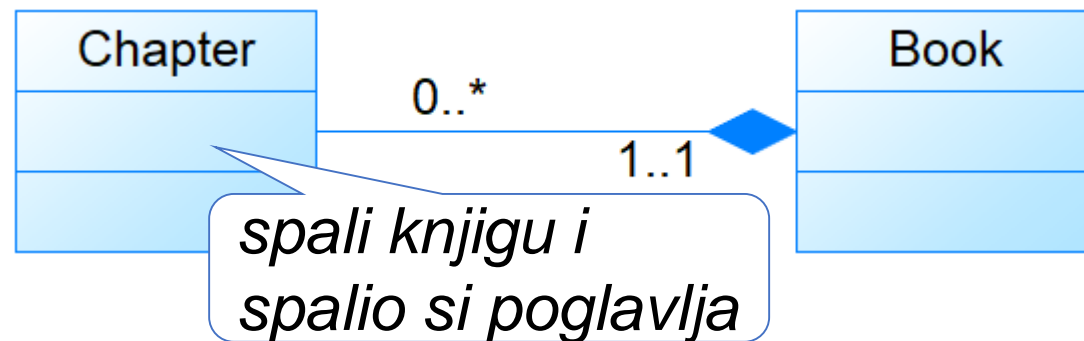 Chapter
Book
0..*
1..1
spali knjigu i
spalio si poglavlja